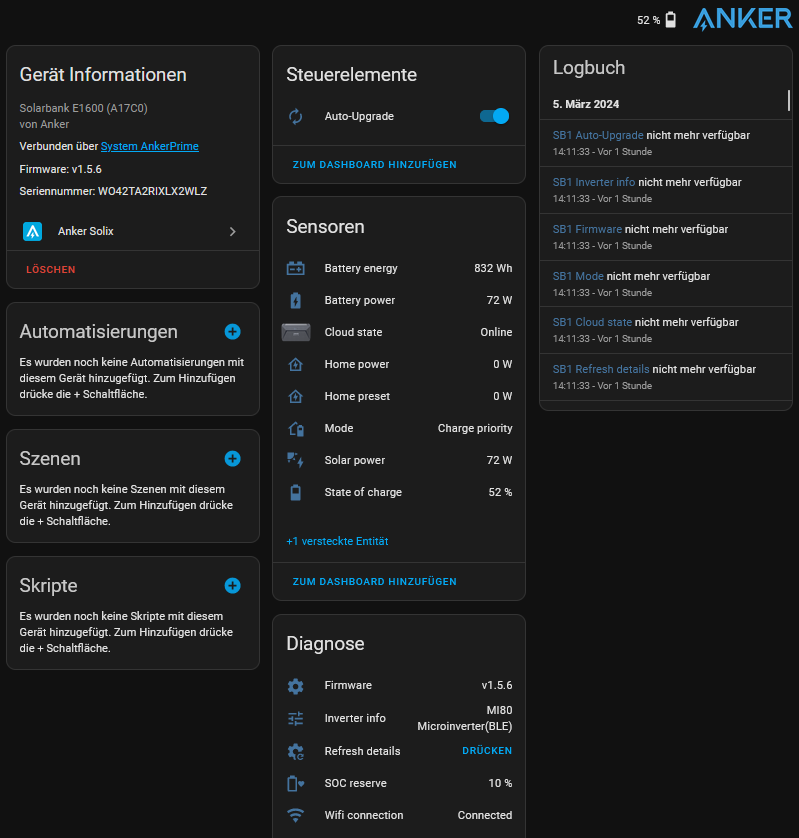 52 %
ANKER
Gerät Informationen
Solarbank E1600 (A17C0)
von Anker
Verbunden über System AnkerPrime
Firmware: v1.5.6
Seriennummer: WO42TA2RIXLX2WLZ
Anker Solix
LÖSCHEN
Automatisierungen
Es wurden noch keine Automatisierungen mit
diesem Gerät hinzugefügt. Zum Hinzufügen
drücke die + Schaltfläche.
Szenen
Es wurden noch keine Szenen mit diesem
Gerät hinzugefügt. Zum Hinzufügen drücke
die + Schaltfläche.
Skripte
Es wurden noch keine Skripte mit diesem
Gerät hinzugefügt. Zum Hinzufügen drücke
die + Schaltfläche.
Steuerelemente
Auto-Upgrade
ZUM DASHBOARD HINZUFÜGEN
Sensoren
Battery energy 832 Wh
Battery power 72 W
Cloud state Online
Home power 0 W
Home preset 0 W
Mode Charge priority
Solar power 72 W
State of charge 52 %
+1 versteckte Entität
ZUM DASHBOARD HINZUFÜGEN
Diagnose
Firmware v1.5.6
Inverter info MI80
Microinverter(BLE)
Refresh details DRÜCKEN
SOC reserve 10 %
Wifi connection Connected
Logbuch
5. März 2024
SB1 Auto-Upgrade nicht mehr verfügbar
14:11:33 - Vor 1 Stunde
SB1 Inverter info nicht mehr verfügbar
14:11:33 - Vor 1 Stunde
SB1 Firmware nicht mehr verfügbar
14:11:33 - Vor 1 Stunde
SB1 Mode nicht mehr verfügbar
14:11:33 - Vor 1 Stunde
SB1 Cloud state nicht mehr verfügbar
14:11:33 - Vor 1 Stunde
SB1 Refresh details nicht mehr verfügbar
14:11:33 - Vor 1 Stunde